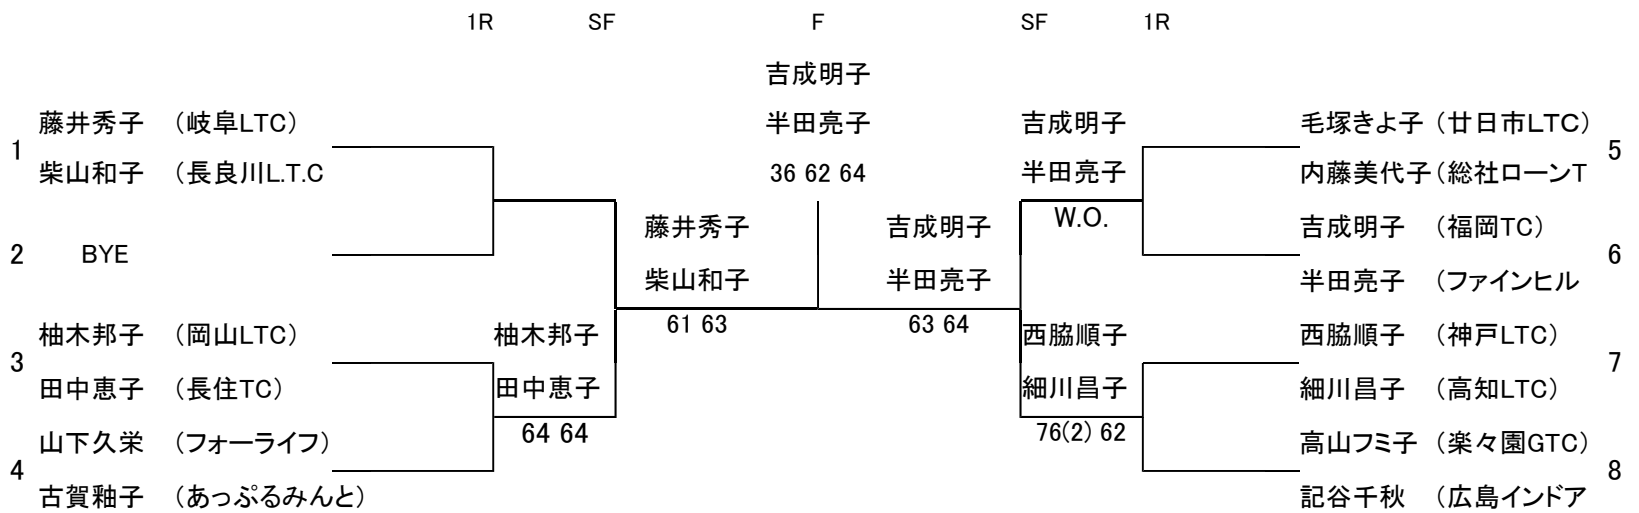 1R SF F SF 1R
吉成明子
藤井秀子 （岐阜LTC） 半田亮子 吉成明子 毛塚きよ子 （廿日市LTC）
1 5
柴山和子 （長良川L.T.C 36 62 64 半田亮子 内藤美代子 （総社ローンT
藤井秀子 吉成明子 W.O. 吉成明子 （福岡TC）
2 BYE 6
柴山和子 半田亮子 半田亮子 （ファインヒル
柚木邦子 （岡山LTC） 柚木邦子 61 63 63 64 西脇順子 西脇順子 （神戸LTC）
3 7
田中恵子 （長住TC） 田中恵子 細川昌子 細川昌子 （高知LTC）
山下久栄 （フォーライフ） 64 64 76(2) 62 高山フミ子 （楽々園GTC）
4 8
古賀釉子 （あっぷるみんと） 記谷千秋 （広島インドア